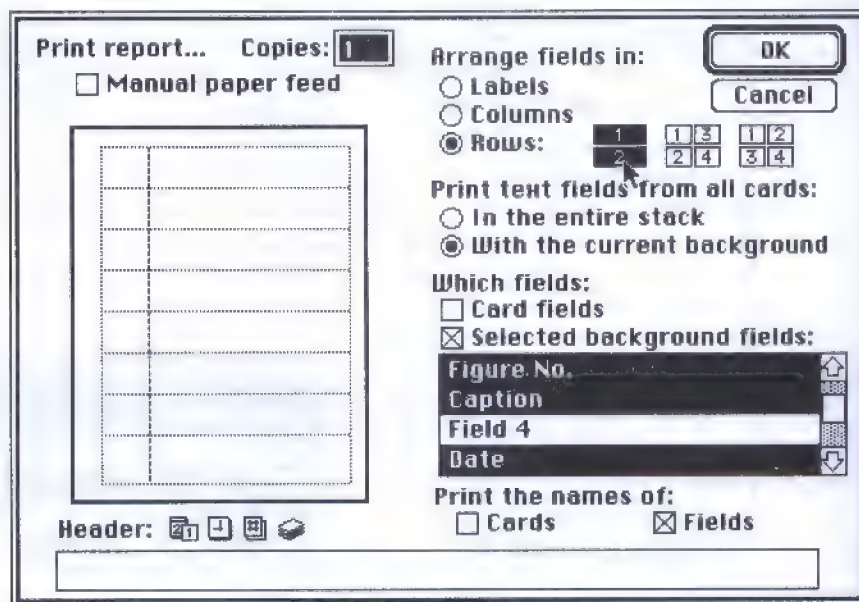 Print report... Copies: 1
Manual paper feed
Header: 21 #
Arrange fields in:
Labels
Columns
Rows: 1 1 3 1 2
2 2 4 3 4
OK
Cancel
Print text fields from all cards:
In the entire stack
With the current background
Which fields:
Card fields
Selected background fields:
Figure No.
Caption
Field 4
Date
Print the names of:
Cards Fields